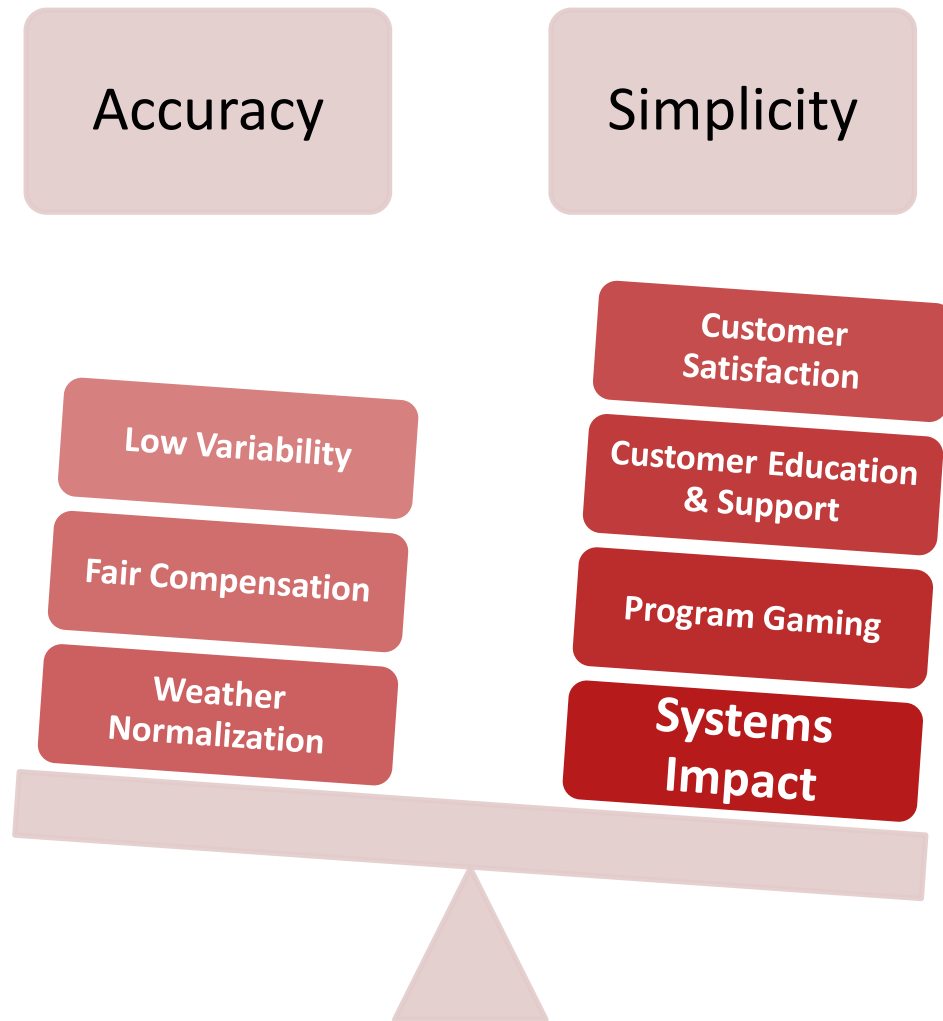 Accuracy
Simplicity
Low Variability
Fair Compensation
Weather
Normalization
Customer
Satisfaction
Customer Education
& Support
Program Gaming
Systems
Impact